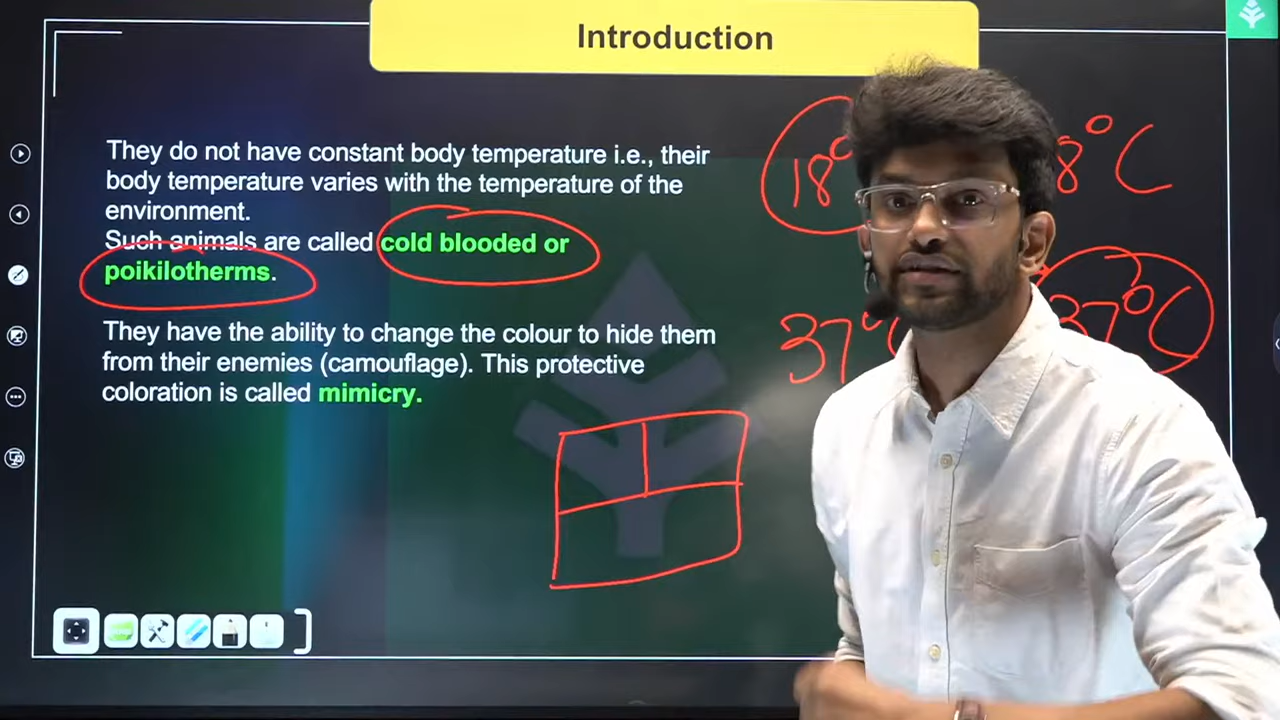 Introduction
They do not have constant body temperature i.e., their
body temperature varies with the temperature of the
environment.
Such animals are called cold blooded or
poikilotherms.
They have the ability to change the colour to hide them
from their enemies (camouflage). This protective
coloration is called mimicry.
18° 8°C
37° 37°C